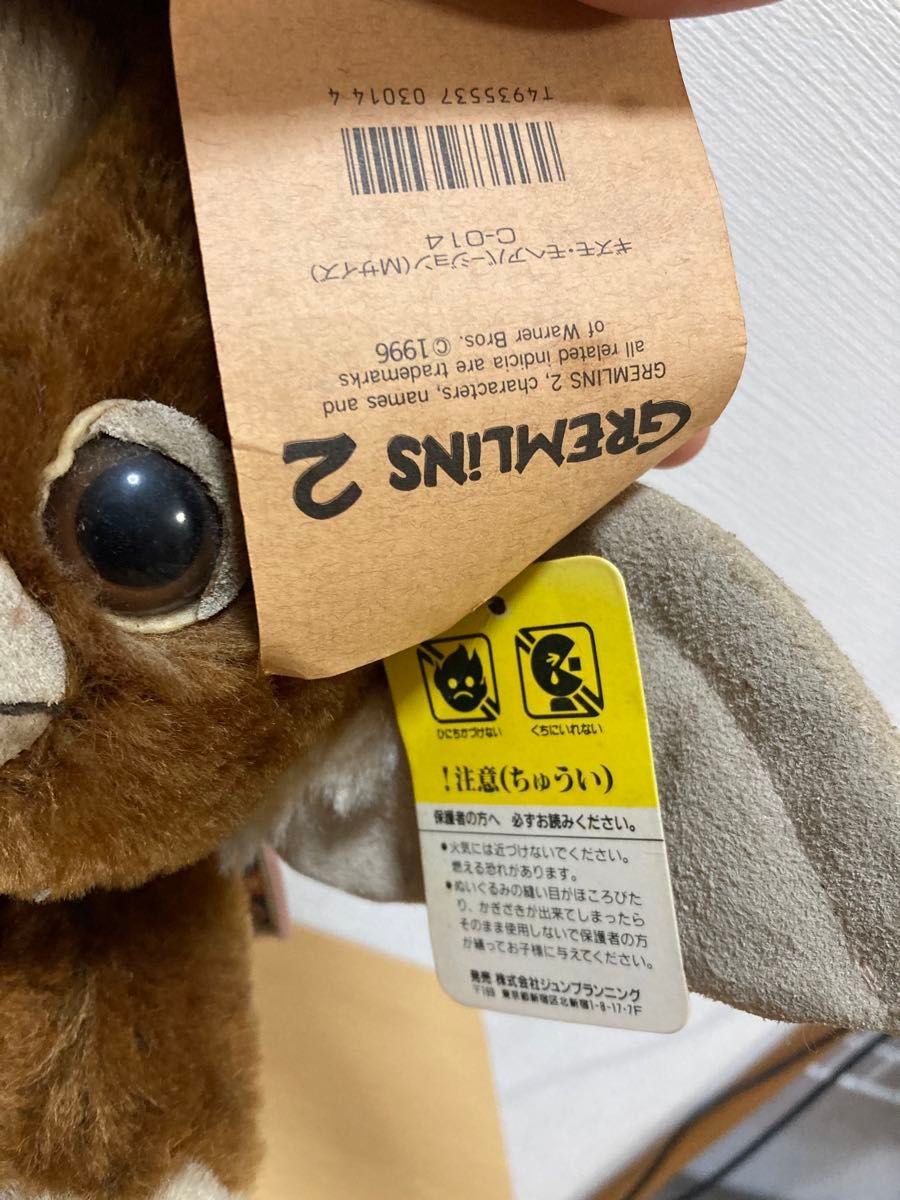 GREMLiNS 2
GREMLINS 2, characters, names and
all related indicia are trademarks
of Warner Bros. ©1996
ギズモ・モヘアバージョン(Mサイズ)
C-014
T4935537 03014 4
ひにちかづけない
くちにいれない
！注意(ちゅうい)
保護者の方へ 必ずお読みください。
●火気には近づけないでください。
燃える恐れがあります。
●ぬいぐるみの縫い目がほころびた
り、かぎざきが出来てしまったら
そのまま使用しないで保護者の方
が繕ってお子様に与えてください。
発売 株式会社ジュンプランニング
〒169 東京都新宿区北新宿1-8-17-7F